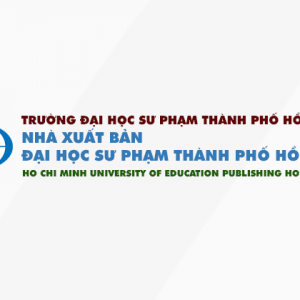 TRƯỜNG ĐẠI HỌC SƯ PHẠM THÀNH PHỐ HỒ
NHÀ XUẤT BẢN
ĐẠI HỌC SƯ PHẠM THÀNH PHỐ HỒ
HO CHI MINH UNIVERSITY OF EDUCATION PUBLISHING HO